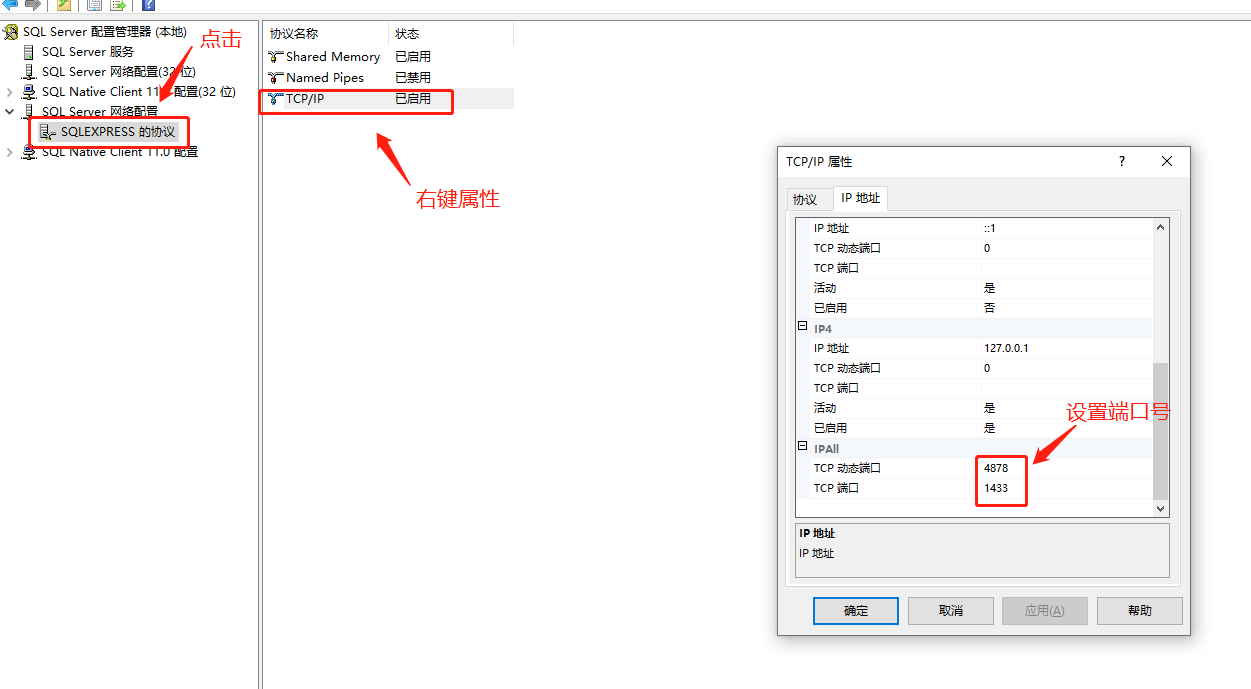 SQL Server 配置管理器 (本地)
SQL Server 服务
SQL Server 网络配置(32 位)
SQL Native Client 11. 配置(32 位)
SQL Server 网络配置
SQLEXPRESS 的协议
SQL Native Client 11.0 配置
点击
协议名称 状态
Shared Memory 已启用
Named Pipes 已禁用
TCP/IP 已启用
右键属性
TCP/IP 属性
协议 IP 地址
IP 地址 ::1
TCP 动态端口 0
TCP 端口
活动 是
已启用 否
IP4
IP 地址 127.0.0.1
TCP 动态端口 0
TCP 端口
活动 是
已启用 是
IPAll
TCP 动态端口 4878
TCP 端口 1433
设置端口号
IP 地址
IP 地址
确定 取消 应用(A) 帮助